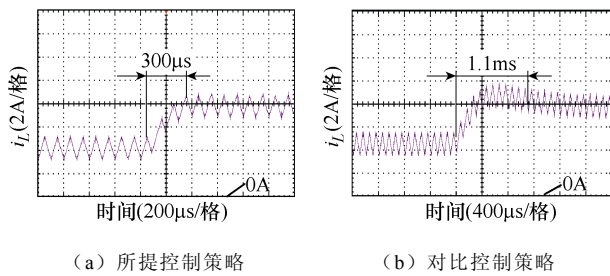 300μs
i_L(2A/格)
0A
时间(200μs/格)
(a) 所提控制策略
1.1ms
i_L(2A/格)
0A
时间(400μs/格)
(b) 对比控制策略